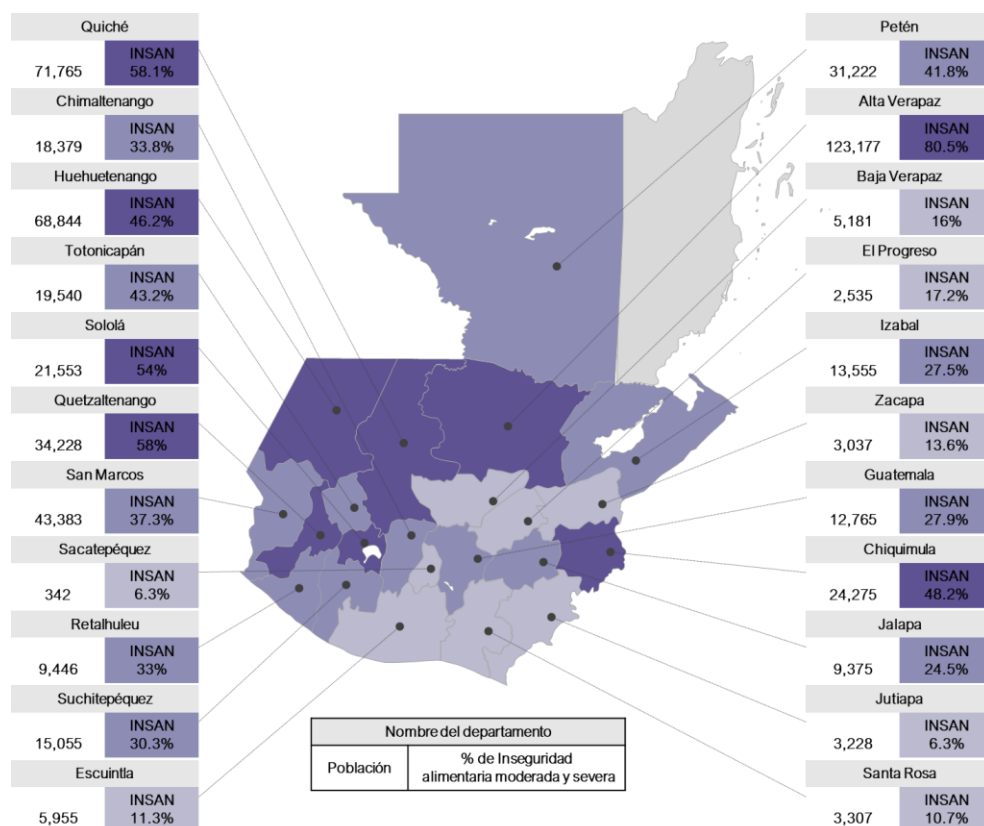 Quiché
INSAN
71,765 58.1%
Chimaltenango
INSAN
18,379 33.8%
Huehuetenango
INSAN
68,844 46.2%
Totonicapán
INSAN
19,540 43.2%
Sololá
INSAN
21,553 54%
Quetzaltenango
INSAN
34,228 58%
San Marcos
INSAN
43,383 37.3%
Sacatepéquez
INSAN
342 6.3%
Retalhuleu
INSAN
9,446 33%
Suchitepéquez
INSAN
15,055 30.3%
Escuintla
INSAN
5,955 11.3%
Nombre del departamento
Población
% de Inseguridad
alimentaria moderada y severa
Petén
INSAN
31,222 41.8%
Alta Verapaz
INSAN
123,177 80.5%
Baja Verapaz
INSAN
5,181 16%
El Progreso
INSAN
2,535 17.2%
Izabal
INSAN
13,555 27.5%
Zacapa
INSAN
3,037 13.6%
Guatemala
INSAN
12,765 27.9%
Chiquimula
INSAN
24,275 48.2%
Jalapa
INSAN
9,375 24.5%
Jutiapa
INSAN
3,228 6.3%
Santa Rosa
INSAN
3,307 10.7%